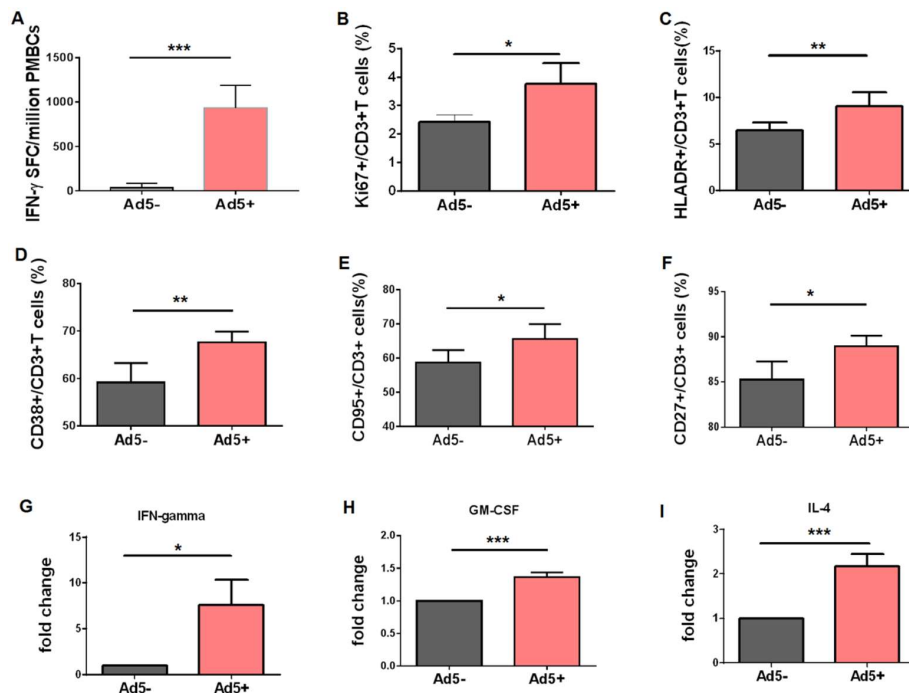 A
IFN-γ SFC/million PMBCs
1500
1000
500
0
***
Ad5-
Ad5+
B
Ki67+/CD3+T cells (%)
6
5
4
3
2
1
0
*
Ad5-
Ad5+
C
HLADR+/CD3+T cells(%)
15
10
5
0
**
Ad5-
Ad5+
D
CD38+/CD3+T cells (%)
80
70
60
50
**
Ad5-
Ad5+
E
CD95+/CD3+ cells(%)
80
70
60
50
40
*
Ad5-
Ad5+
F
CD27+/CD3+ cells (%)
95
90
85
80
*
Ad5-
Ad5+
G
IFN-gamma
fold change
15
10
5
0
*
Ad5-
Ad5+
H
GM-CSF
fold change
2.0
1.5
1.0
0.5
0.0
***
Ad5-
Ad5+
I
IL-4
fold change
3
2
1
0
***
Ad5-
Ad5+